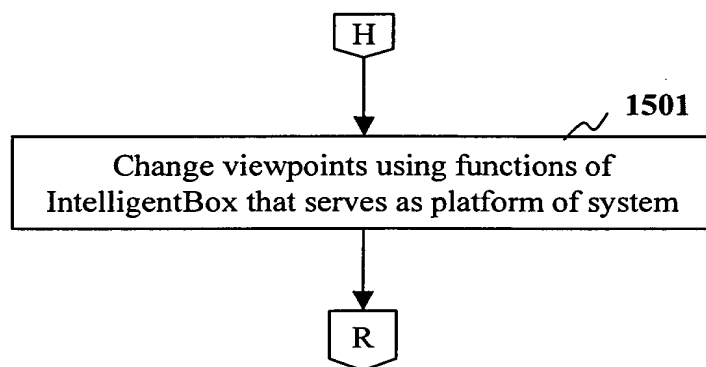 H
1501
Change viewpoints using functions of
IntelligentBox that serves as platform of system
R